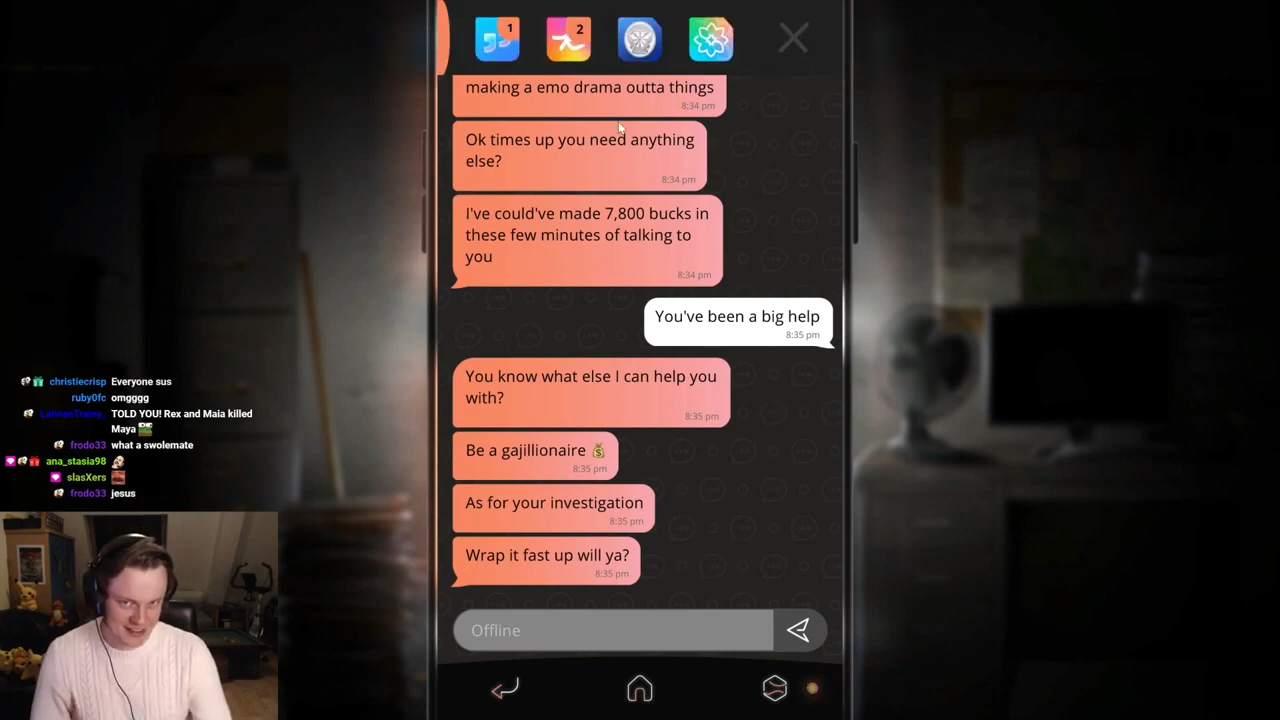 1
2
making a emo drama outta things
8:34 pm
Ok times up you need anything
else?
8:34 pm
I've could've made 7,800 bucks in
these few minutes of talking to
you
8:34 pm
You've been a big help
8:35 pm
You know what else I can help you
with?
8:35 pm
Be a gajillionaire 💰
8:35 pm
As for your investigation
8:35 pm
Wrap it fast up will ya?
8:35 pm
Offline
christiecrisp Everyone sus
ruby0fc omgggg
TOLD YOU! Rex and Maia killed
Maya
frodo33 what a swolemate
ana_stasia98
slasXers
frodo33 jesus